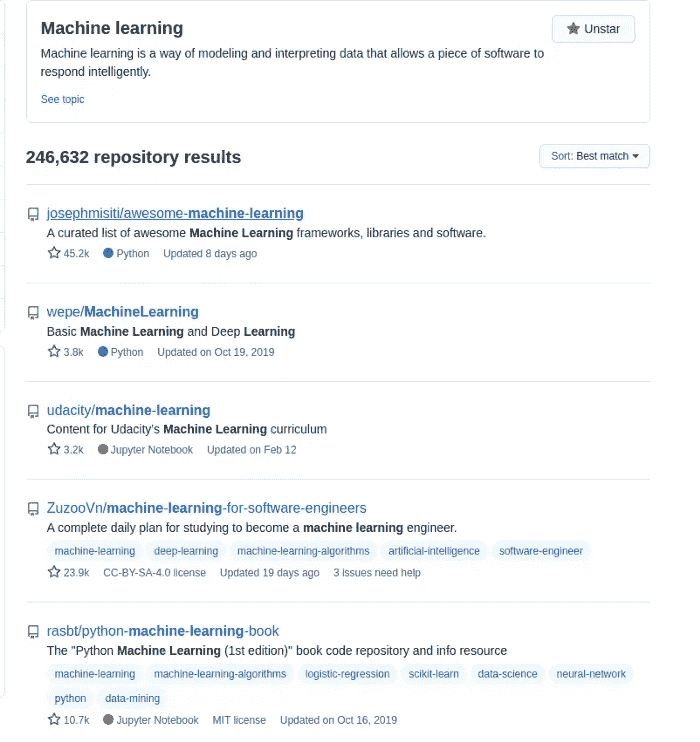 Machine learning
Unstar
Machine learning is a way of modeling and interpreting data that allows a piece of software to
respond intelligently.
See topic
246,632 repository results
Sort: Best match
josephmisiti/awesome-machine-learning
A curated list of awesome Machine Learning frameworks, libraries and software.
45.2k Python Updated 8 days ago
wepe/MachineLearning
Basic Machine Learning and Deep Learning
3.8k Python Updated on Oct 19, 2019
udacity/machine-learning
Content for Udacity's Machine Learning curriculum
3.2k Jupyter Notebook Updated on Feb 12
ZuzooVn/machine-learning-for-software-engineers
A complete daily plan for studying to become a machine learning engineer.
machine-learning deep-learning machine-learning-algorithms artificial-intelligence software-engineer
23.9k CC-BY-SA-4.0 license Updated 19 days ago 3 issues need help
rasbt/python-machine-learning-book
The "Python Machine Learning (1st edition)" book code repository and info resource
machine-learning machine-learning-algorithms logistic-regression scikit-learn data-science neural-network
python data-mining
10.7k Jupyter Notebook MIT license Updated on Oct 16, 2019